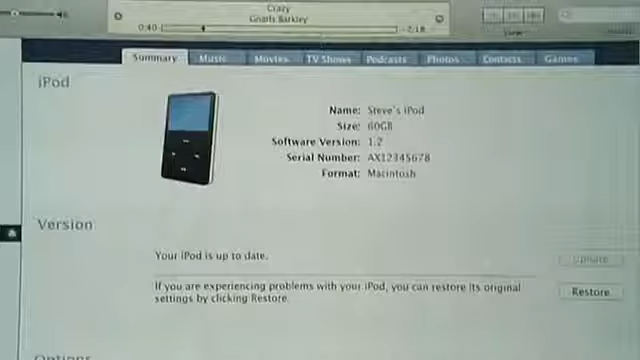 Crazy
Gnarls Barkley
0:40
-2:18
Summary Music Movies TV Shows Podcasts Photos Contacts Games
iPod
Name: Steve's iPod
Size: 60GB
Software Version: 1.2
Serial Number: AX12345678
Format: Macintosh
Version
Your iPod is up to date.
Update
If you are experiencing problems with your iPod, you can restore its original
settings by clicking Restore.
Restore
Options